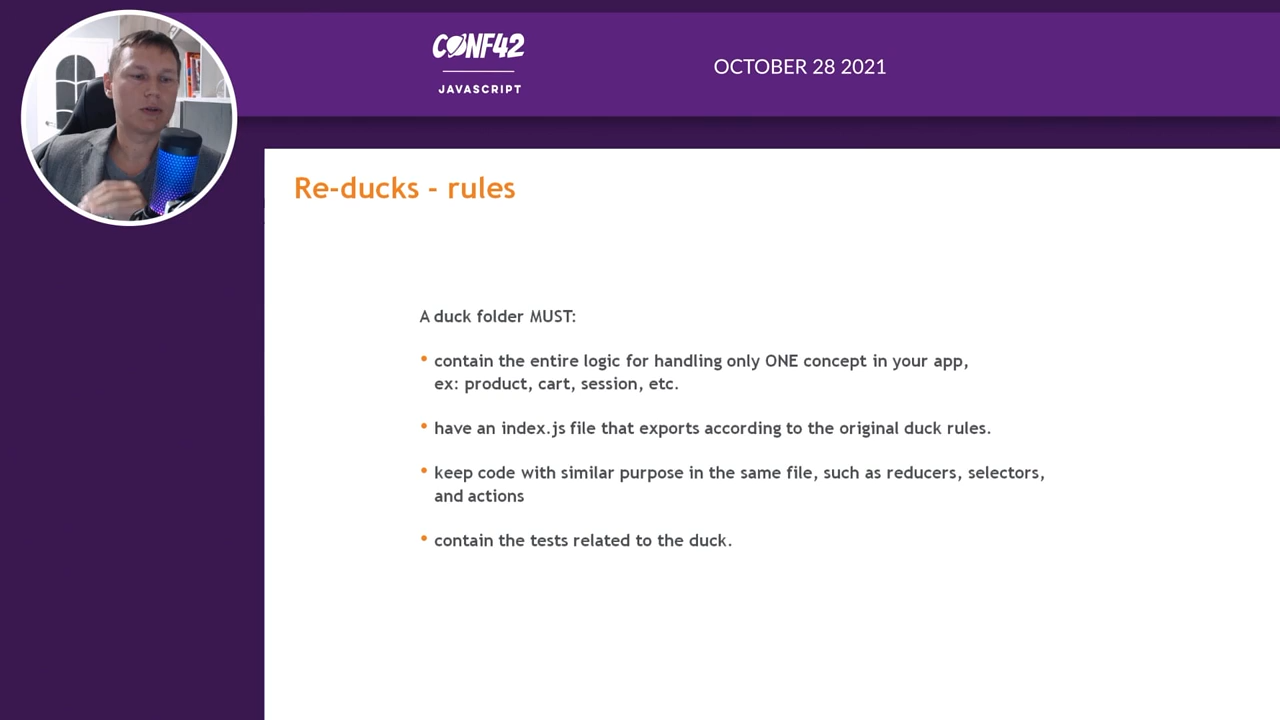 CONF42
JAVASCRIPT
OCTOBER 28 2021
Re-ducks - rules
A duck folder MUST:
• contain the entire logic for handling only ONE concept in your app,
ex: product, cart, session, etc.
• have an index.js file that exports according to the original duck rules.
• keep code with similar purpose in the same file, such as reducers, selectors,
and actions
• contain the tests related to the duck.